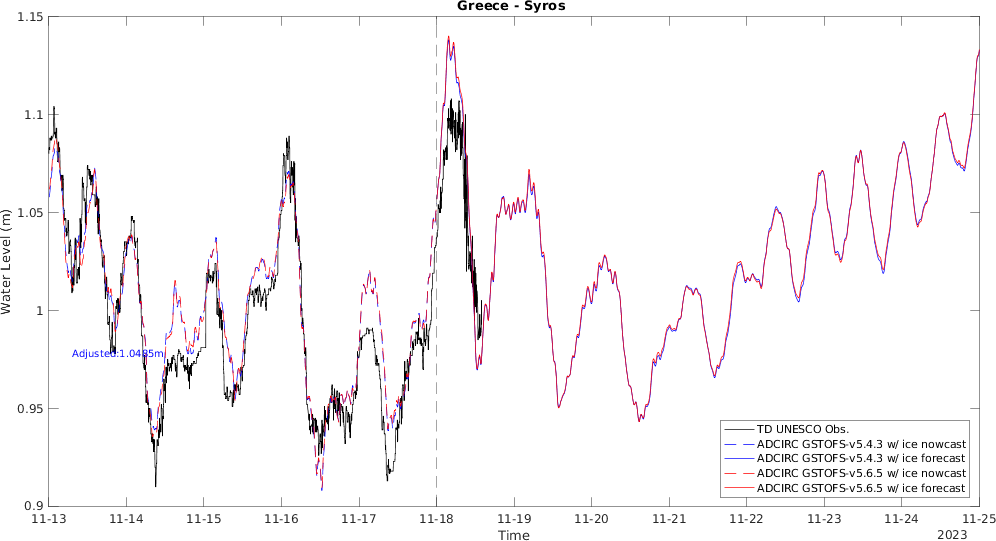 Greece - Syros
1.15
1.1
1.05
1
0.95
0.9
Water Level (m)
Adjusted:1.0485m
11-13 11-14 11-15 11-16 11-17 11-18 11-19 11-20 11-21 11-22 11-23 11-24 11-25
Time
2023
TD UNESCO Obs.
ADCIRC GSTOFS-v5.4.3 w/ ice nowcast
ADCIRC GSTOFS-v5.4.3 w/ ice forecast
ADCIRC GSTOFS-v5.6.5 w/ ice nowcast
ADCIRC GSTOFS-v5.6.5 w/ ice forecast